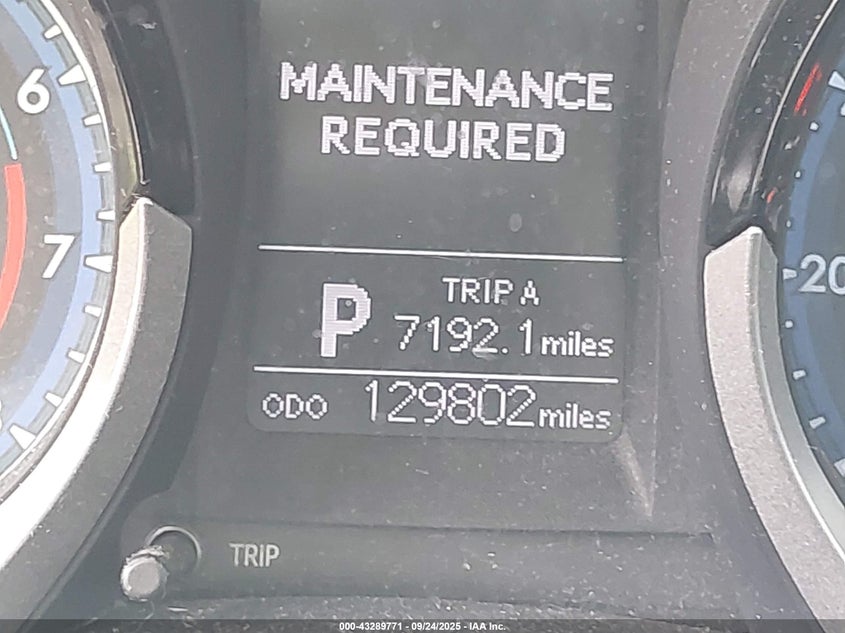 MAINTENANCE
REQUIRED
6
7
TRIP A
P
7192.1 miles
ODO 129802 miles
20
TRIP
000-43289771 - 09/24/2025 - IAA Inc.